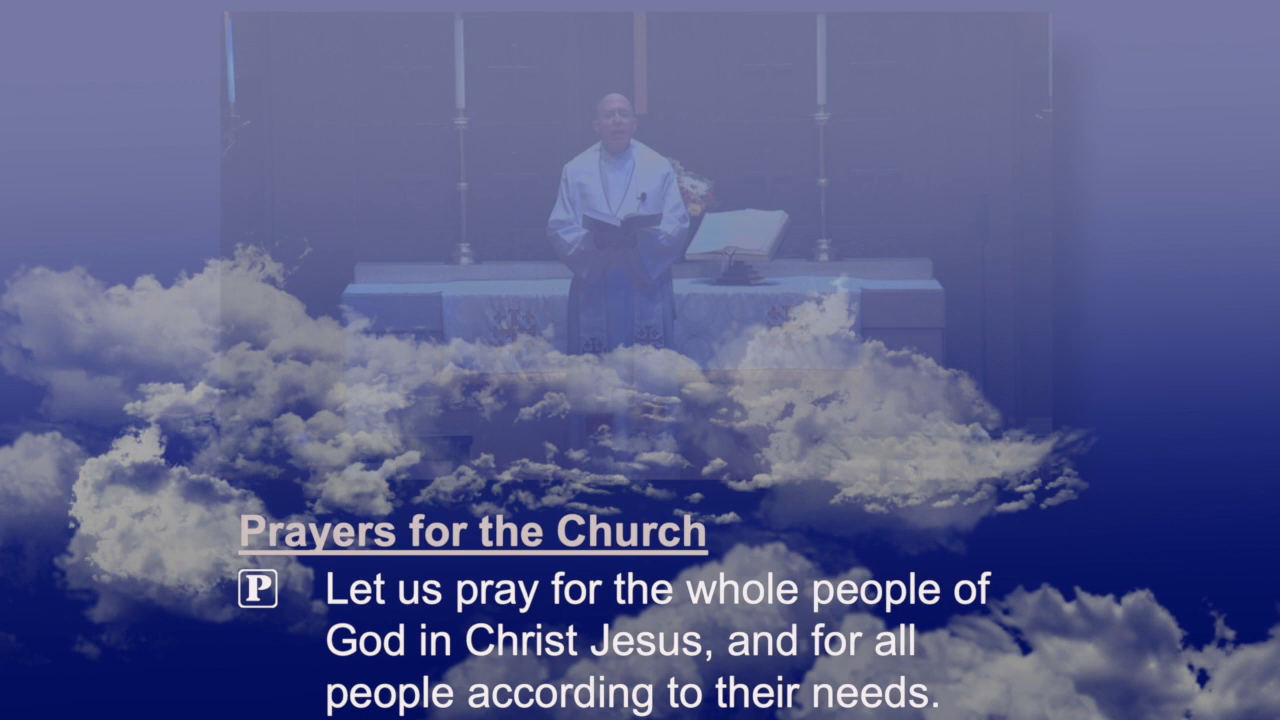 Prayers for the Church
P Let us pray for the whole people of
God in Christ Jesus, and for all
people according to their needs.